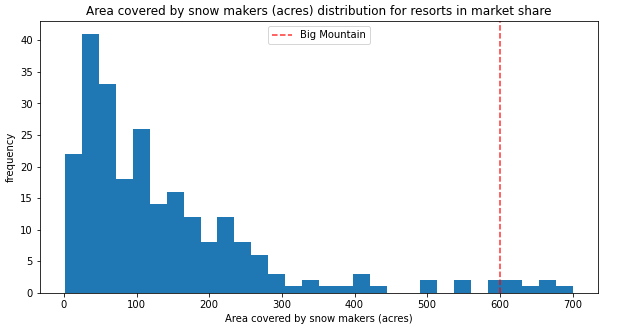 Area covered by snow makers (acres) distribution for resorts in market share
Big Mountain
frequency
40
35
30
25
20
15
10
5
0
0 100 200 300 400 500 600 700
Area covered by snow makers (acres)